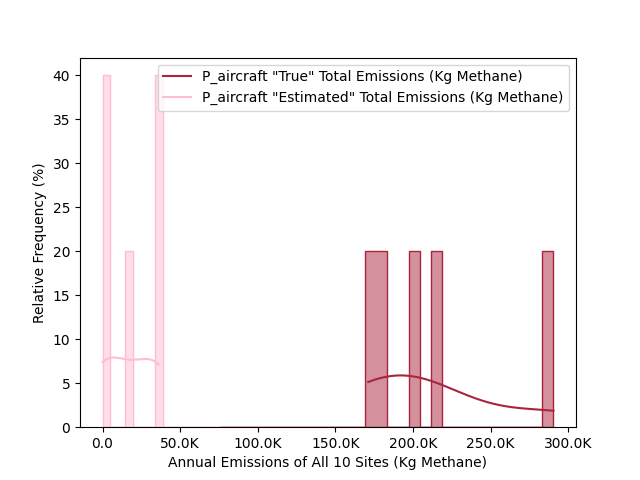 P_aircraft "True" Total Emissions (Kg Methane)
P_aircraft "Estimated" Total Emissions (Kg Methane)
Relative Frequency (%)
40
35
30
25
20
15
10
5
0
0.0 50.0K 100.0K 150.0K 200.0K 250.0K 300.0K
Annual Emissions of All 10 Sites (Kg Methane)